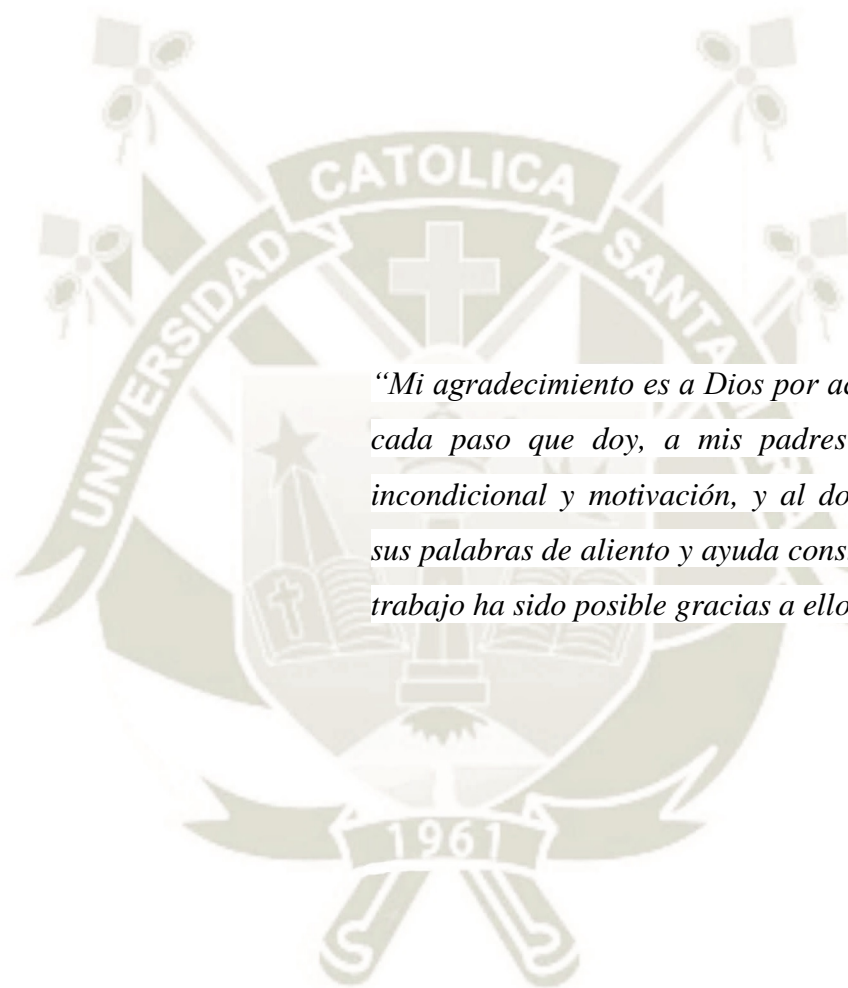 UNIVERSIDAD CATOLICA SANTA
“Mi agradecimiento es a Dios por ac
cada paso que doy, a mis padres
incondicional y motivación, y al do
sus palabras de aliento y ayuda cons
trabajo ha sido posible gracias a ello
1961